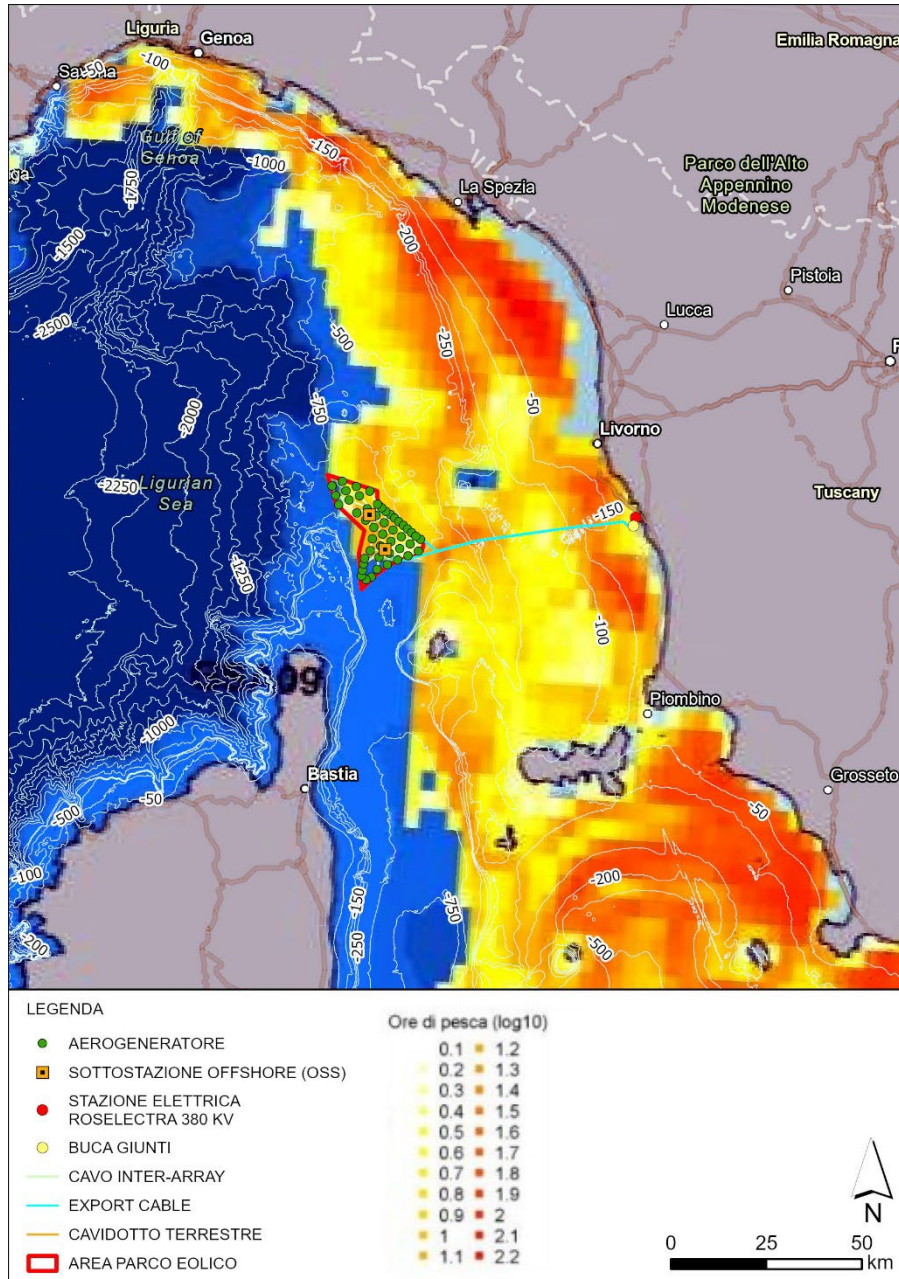 Liguria
Genoa
Emilia Romagna
-50
-100
Savona
Gulf of
Genoa
-150
-1000
Parco dell'Alto
Appennino
Modenese
La Spezia
-1750
-1500
-200
Pistoia
-2500
Lucca
-500
-250
-750
-50
-2000
Livorno
-2250
Ligurian
Sea
Tuscany
-150
-1250
-100
09
Piombino
-1000
Bastia
Grosseto
-500
-50
-50
-100
-150
-200
-200
-250
-750
-500
LEGENDA
AEROGENERATORE
SOTTOSTAZIONE OFFSHORE (OSS)
STAZIONE ELETTRICA
ROSELECTRA 380 KV
BUCA GIUNTI
CAVO INTER-ARRAY
EXPORT CABLE
CAVIDOTTO TERRESTRE
AREA PARCO EOLICO
Ore di pesca (log10)
0.1 1.2
0.2 1.3
0.3 1.4
0.4 1.5
0.5 1.6
0.6 1.7
0.7 1.8
0.8 1.9
0.9 2
1 2.1
1.1 2.2
N
0 25 50
km